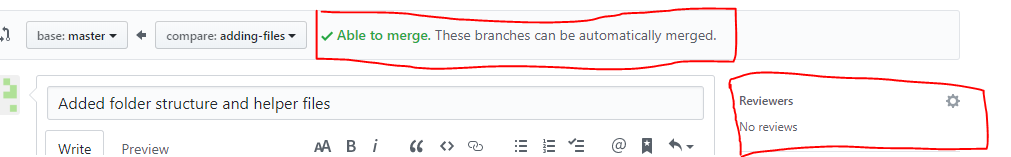 base: master compare: adding-files Able to merge. These branches can be automatically merged.
Added folder structure and helper files
Reviewers
No reviews
Write Preview AA B i